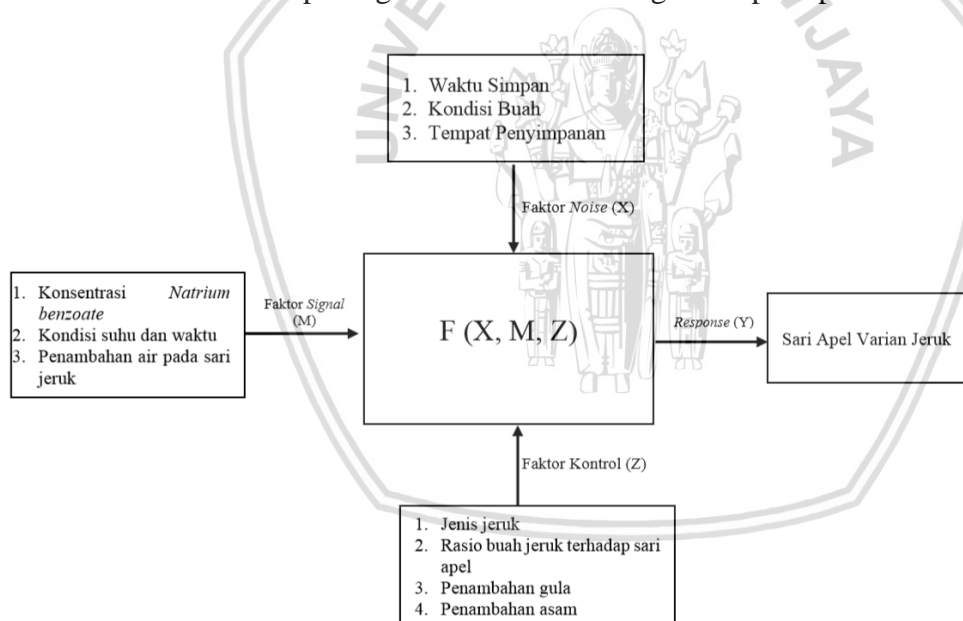 UNIVE
WIJAYA
1. Waktu Simpan
2. Kondisi Buah
3. Tempat Penyimpanan
Faktor Noise (X)
1. Konsentrasi Natrium
benzoate
2. Kondisi suhu dan waktu
3. Penambahan air pada sari
jeruk
Faktor Signal
(M)
F (X, M, Z)
Response (Y)
Sari Apel Varian Jeruk
Faktor Kontrol (Z)
1. Jenis jeruk
2. Rasio buah jeruk terhadap sari
apel
3. Penambahan gula
4. Penambahan asam